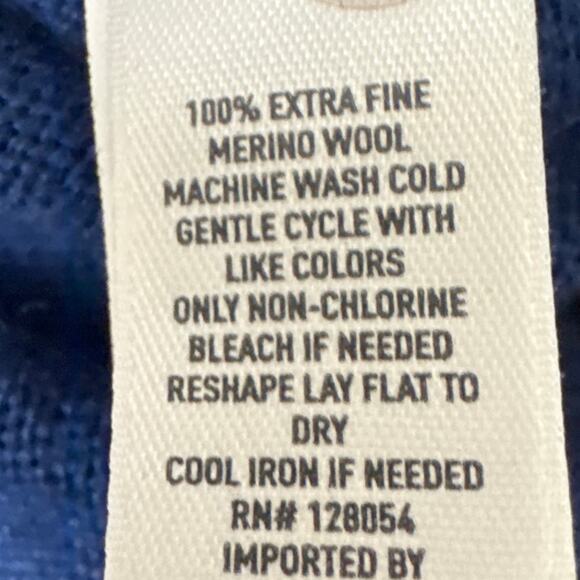 100% EXTRA FINE
MERINO WOOL
MACHINE WASH COLD
GENTLE CYCLE WITH
LIKE COLORS
ONLY NON-CHLORINE
BLEACH IF NEEDED
RESHAPE LAY FLAT TO
DRY
COOL IRON IF NEEDED
RN# 128054
IMPORTED BY